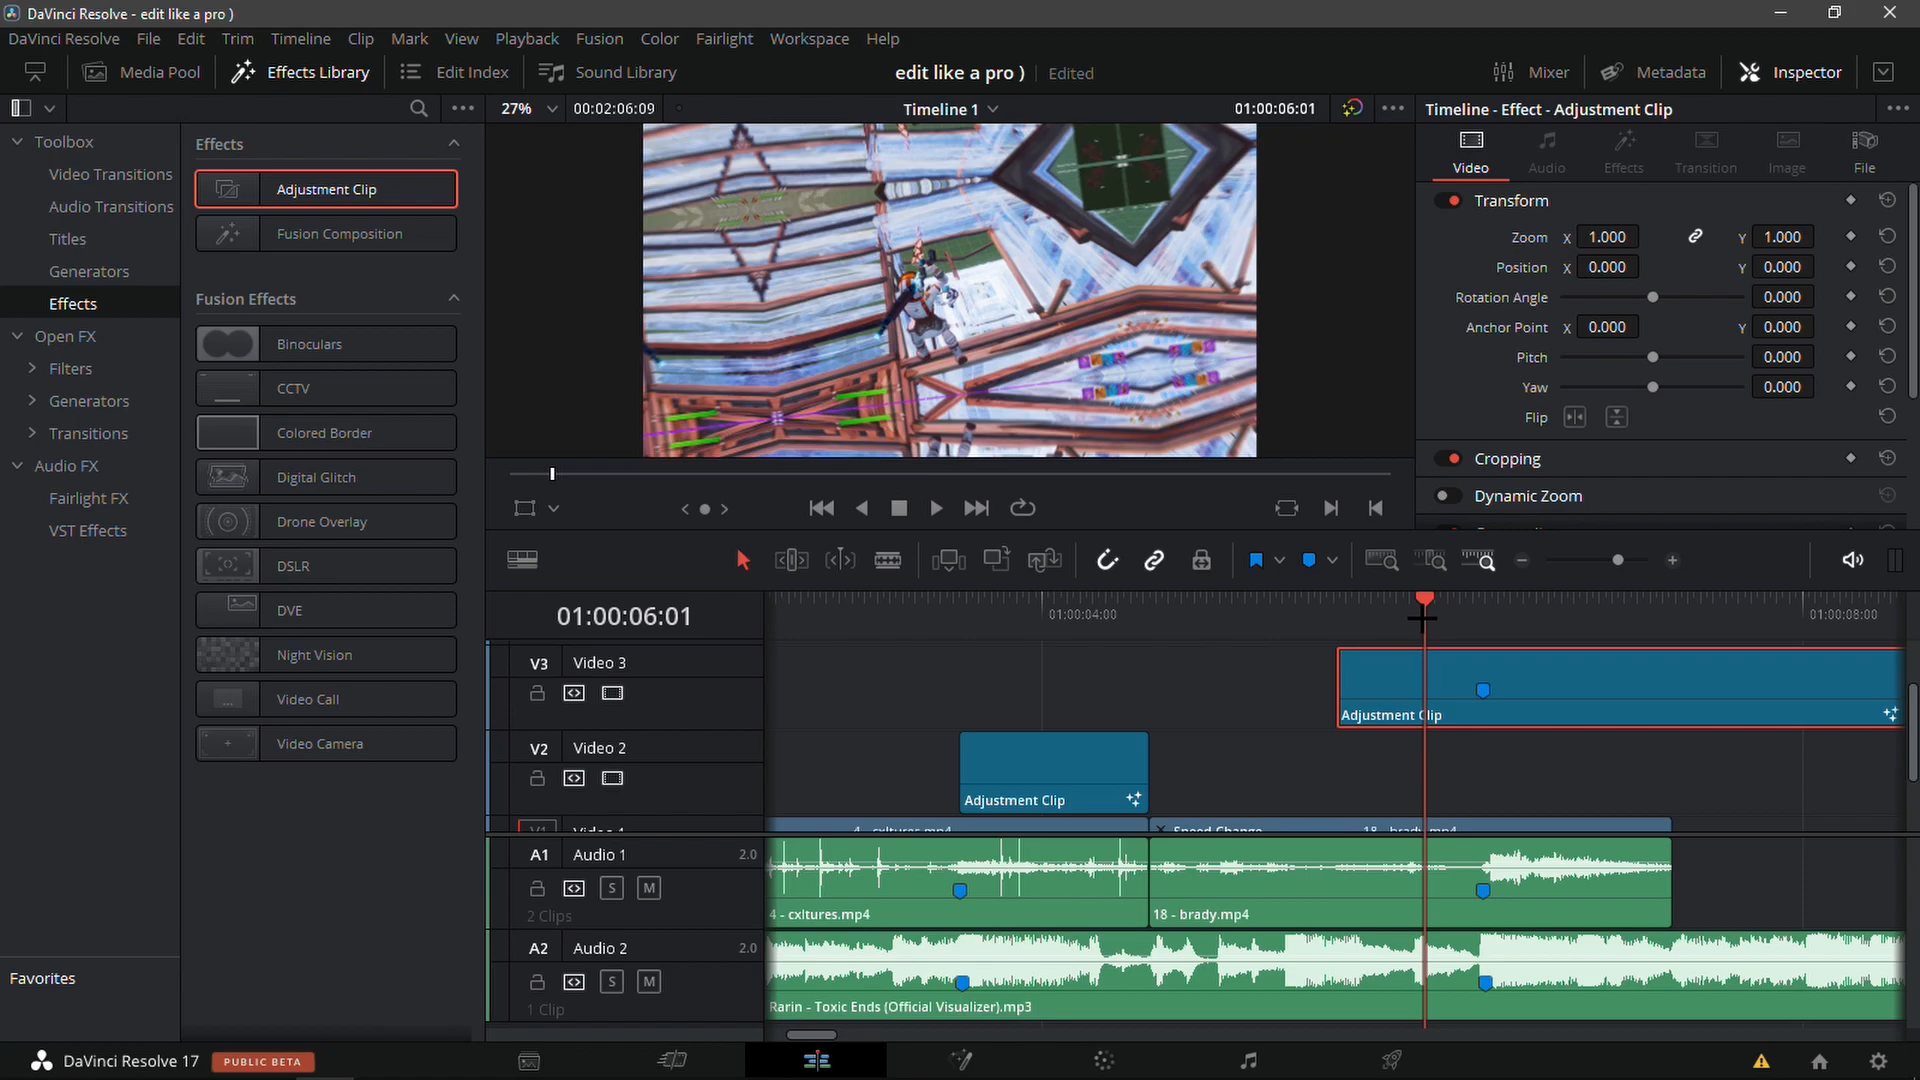 DaVinci Resolve - edit like a pro )
DaVinci Resolve File Edit Trim Timeline Clip Mark View Playback Fusion Color Fairlight Workspace Help
Media Pool Effects Library Edit Index Sound Library edit like a pro ) Edited Mixer Metadata Inspector
27% 00:02:06:09 Timeline 1 01:00:06:01 Timeline - Effect - Adjustment Clip
Toolbox
Video Transitions
Audio Transitions
Titles
Generators
Effects
Open FX
Filters
Generators
Transitions
Audio FX
Fairlight FX
VST Effects
Favorites
Effects
Adjustment Clip
Fusion Composition
Fusion Effects
Binoculars
CCTV
Colored Border
Digital Glitch
Drone Overlay
DSLR
DVE
Night Vision
Video Call
Video Camera
Video Audio Effects Transition Image File
Transform
Zoom X 1.000 Y 1.000
Position X 0.000 Y 0.000
Rotation Angle 0.000
Anchor Point X 0.000 Y 0.000
Pitch 0.000
Yaw 0.000
Flip
Cropping
Dynamic Zoom
01:00:06:01 01:00:04:00 01:00:08:00
V3 Video 3
Adjustment Clip
V2 Video 2
Adjustment Clip
4 - cxltures.mp4 Speed Change 18 - brady.mp4
A1 Audio 1 2.0
S M
2 Clips
4 - cxltures.mp4 18 - brady.mp4
A2 Audio 2 2.0
S M
1 Clip
Rarin - Toxic Ends (Official Visualizer).mp3
DaVinci Resolve 17 PUBLIC BETA